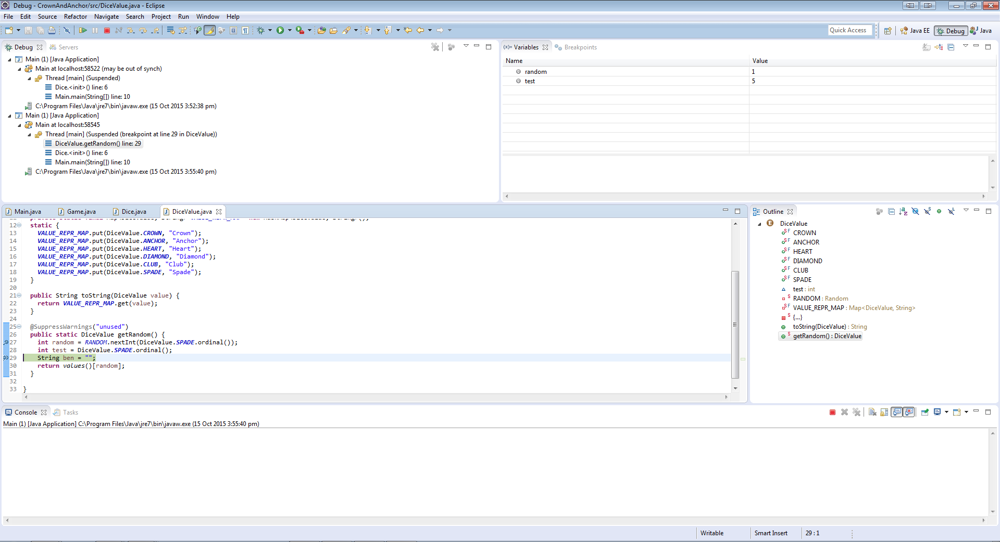 Debug - CrownAndAnchor/src/DiceValue.java - Eclipse
File Edit Source Refactor Navigate Search Project Run Window Help
Quick Access Java EE Debug Java
Debug Servers
Main (1) [Java Application]
Main at localhost:58522 (may be out of synch)
Thread [main] (Suspended)
Dice.<init>() line: 6
Main.main(String[]) line: 10
C:\Program Files\Java\jre7\bin\javaw.exe (15 Oct 2015 3:52:38 pm)
Main (1) [Java Application]
Main at localhost:58545
Thread [main] (Suspended (breakpoint at line 29 in DiceValue))
DiceValue.getRandom() line: 29
Dice.<init>() line: 6
Main.main(String[]) line: 10
C:\Program Files\Java\jre7\bin\javaw.exe (15 Oct 2015 3:55:40 pm)
(x)= Variables Breakpoints
Name Value
random 1
test 5
Main.java Game.java Dice.java DiceValue.java
12 static {
13 VALUE_REPR_MAP.put(DiceValue.CROWN, "Crown");
14 VALUE_REPR_MAP.put(DiceValue.ANCHOR, "Anchor");
15 VALUE_REPR_MAP.put(DiceValue.HEART, "Heart");
16 VALUE_REPR_MAP.put(DiceValue.DIAMOND, "Diamond");
17 VALUE_REPR_MAP.put(DiceValue.CLUB, "Club");
18 VALUE_REPR_MAP.put(DiceValue.SPADE, "Spade");
19 }
20
21 public String toString(DiceValue value) {
22 return VALUE_REPR_MAP.get(value);
23 }
24
25 @SuppressWarnings("unused")
26 public static DiceValue getRandom() {
27 int random = RANDOM.nextInt(DiceValue.SPADE.ordinal());
28 int test = DiceValue.SPADE.ordinal();
29 String ben = "";
30 return values()[random];
31 }
32
33 }
Outline
DiceValue
CROWN
ANCHOR
HEART
DIAMOND
CLUB
SPADE
test : int
RANDOM : Random
VALUE_REPR_MAP : Map<DiceValue, String>
{...}
toString(DiceValue) : String
getRandom() : DiceValue
Console Tasks
Main (1) [Java Application] C:\Program Files\Java\jre7\bin\javaw.exe (15 Oct 2015 3:55:40 pm)
Writable Smart Insert 29 : 1